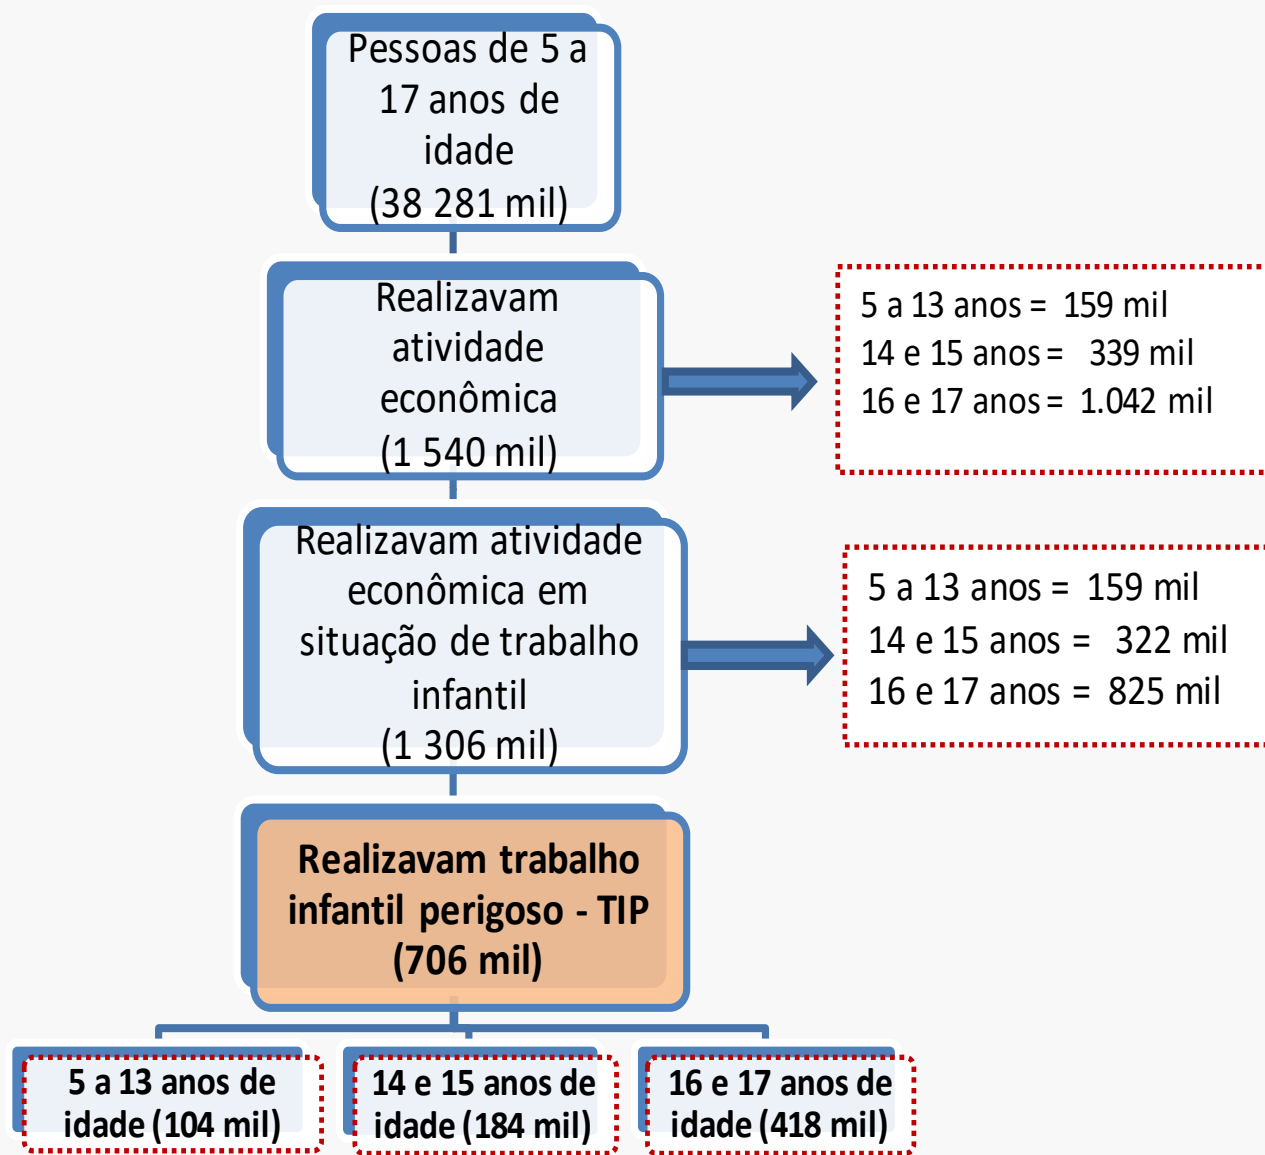 Pessoas de 5 a
17 anos de
idade
(38 281 mil)
Realizavam
atividade
econômica
(1 540 mil)
5 a 13 anos = 159 mil
14 e 15 anos = 339 mil
16 e 17 anos = 1.042 mil
Realizavam atividade
econômica em
situação de trabalho
infantil
(1 306 mil)
5 a 13 anos = 159 mil
14 e 15 anos = 322 mil
16 e 17 anos = 825 mil
Realizavam trabalho
infantil perigoso - TIP
(706 mil)
5 a 13 anos de
idade (104 mil)
14 e 15 anos de
idade (184 mil)
16 e 17 anos de
idade (418 mil)